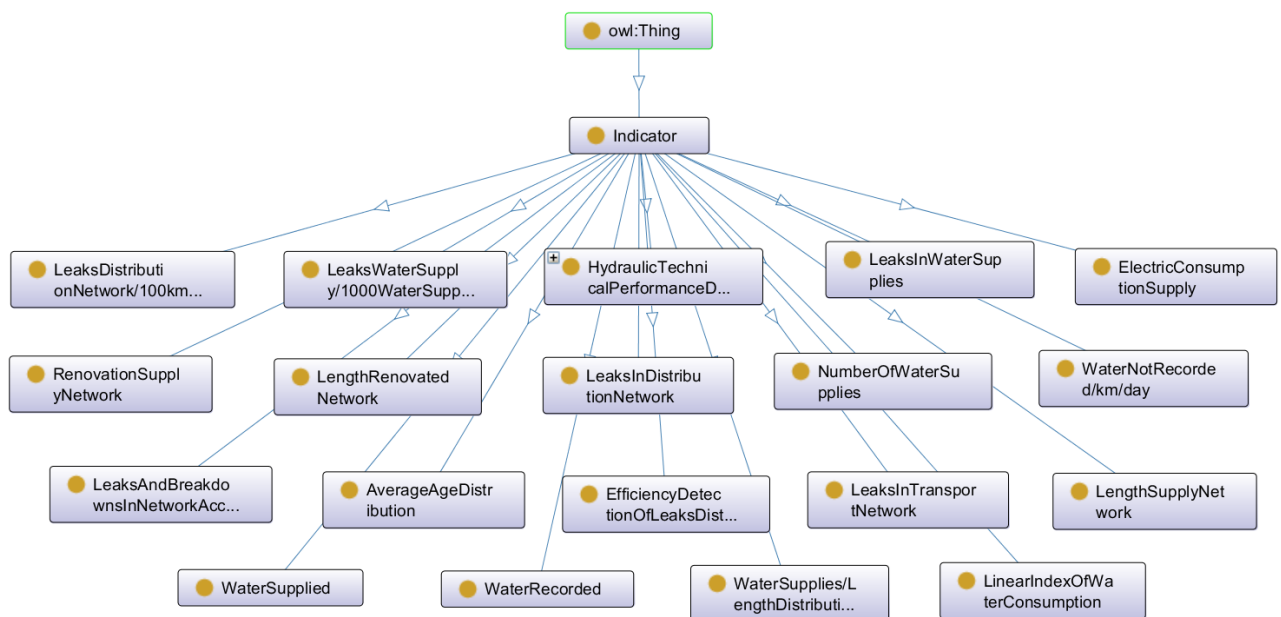 owl:Thing
Indicator
LeaksDistributi
onNetwork/100km...
LeaksWaterSuppl
y/1000WaterSupp...
HydraulicTechni
calPerformanceD...
LeaksInWaterSup
plies
ElectricConsump
tionSupply
RenovationSuppl
yNetwork
LengthRenovated
Network
LeaksInDistribu
tionNetwork
NumberOfWaterSu
pplies
WaterNotRecorde
d/km/day
LeaksAndBreakdo
wnsInNetworkAcc...
AverageAgeDistr
ibution
EfficiencyDetec
tionOfLeaksDist...
LeaksInTranspor
tNetwork
LengthSupplyNet
work
WaterSupplied
WaterRecorded
WaterSupplies/L
engthDistributi...
LinearIndexOfWa
terConsumption